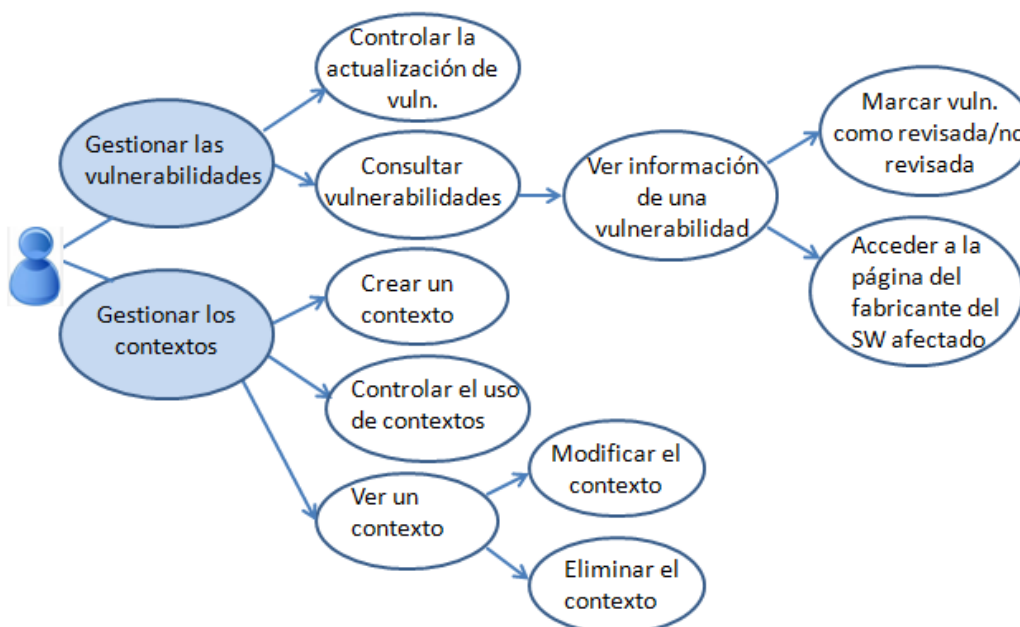 Controlar la
actualización de
vuln.
Gestionar las
vulnerabilidades
Consultar
vulnerabilidades
Ver información
de una
vulnerabilidad
Marcar vuln.
como revisada/no
revisada
Acceder a la
página del
fabricante del
SW afectado
Gestionar los
contextos
Crear un
contexto
Controlar el uso
de contextos
Ver un
contexto
Modificar el
contexto
Eliminar el
contexto